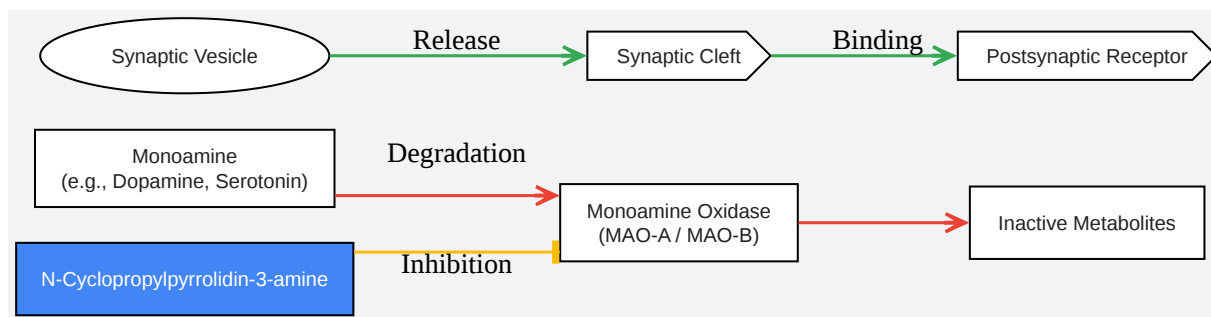 Synaptic Vesicle
Release
Synaptic Cleft
Binding
Postsynaptic Receptor
Monoamine
(e.g., Dopamine, Serotonin)
Degradation
Monoamine Oxidase
(MAO-A / MAO-B)
Inactive Metabolites
N-Cyclopropylpyrrolidin-3-amine
Inhibition